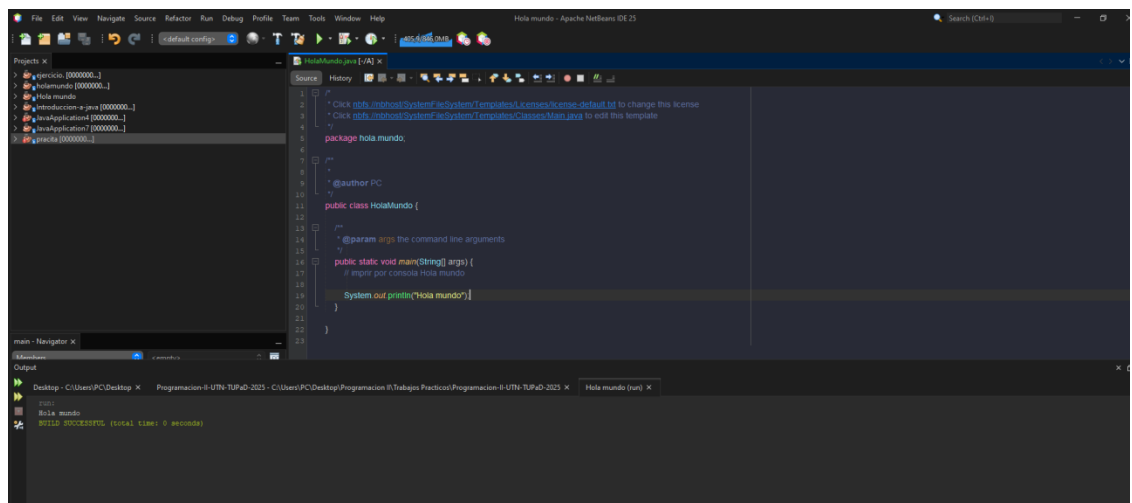 File Edit View Navigate Source Refactor Run Debug Profile Team Tools Window Help
Hola mundo - Apache NetBeans IDE 25
Search (Ctrl+I)
<default config>
Projects
ejercicio. [0000000...]
holamundo [0000000...]
Hola mundo
Introduccion-a-java [0000000...]
JavaApplication4 [0000000...]
JavaApplication7 [0000000...]
pracita [0000000...]
HolaMundo.java [-/A]
Source History
1 /*
2 * Click nbfs://nbhost/SystemFileSystem/Templates/Licenses/license-default.txt to change this license
3 * Click nbfs://nbhost/SystemFileSystem/Templates/Classes/Main.java to edit this template
4 */
5 package hola.mundo;
6
7 /**
8 *
9 * @author PC
10 */
11 public class HolaMundo {
12
13 /**
14 * @param args the command line arguments
15 */
16 public static void main(String[] args) {
17 // imprir por consola Hola mundo
18
19 System.out.println("Hola mundo");
20 }
21
22 }
23
main - Navigator
Members <empty>
Output
Desktop - C:\Users\PC\Desktop Programacion-II-UTN-TUPaD-2025 - C:\Users\PC\Desktop\Programacion II\Trabajos Practicos\Programacion-II-UTN-TUPaD-2025 Hola mundo (run)
run:
Hola mundo
BUILD SUCCESSFUL (total time: 0 seconds)